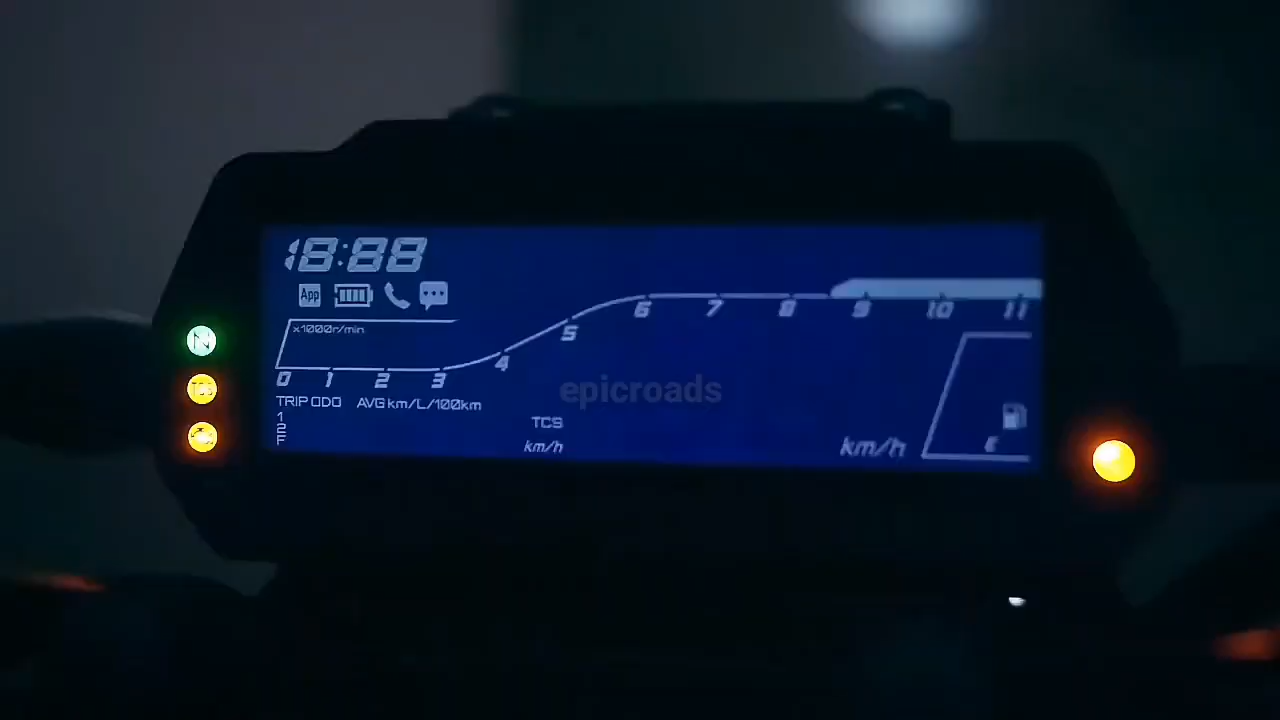 18:88
App
x1000r/min
0 1 2 3 4 5 6 7 8 9 10 11
N
TCS
TRIP ODO AVG km/L/100km
1
2
F
epicroads
TCS
km/h
km/h
E